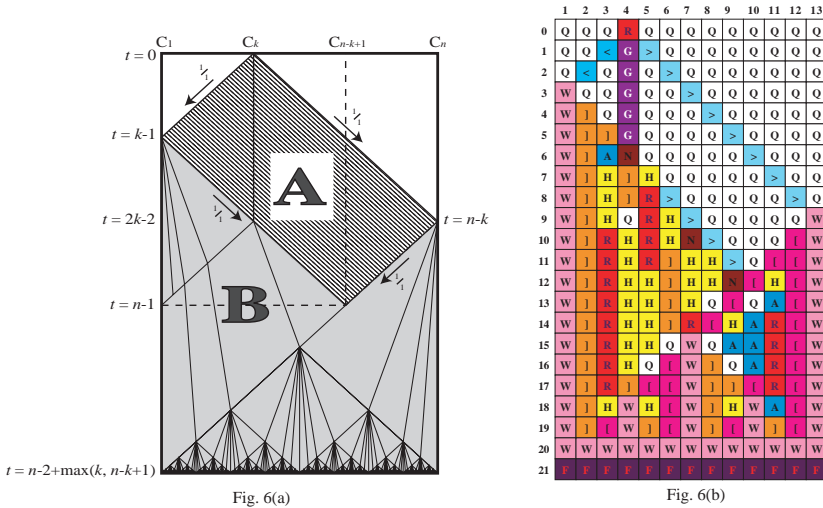 C1 Ck Cn-k+1 Cn
t = 0
1/1
1/1
t = k-1
A
1/1
t = 2k-2
t = n-k
1/1
B
t = n-1
t = n-2+max(k, n-k+1)
Fig. 6(a)
1 2 3 4 5 6 7 8 9 10 11 12 13
0 Q Q Q R Q Q Q Q Q Q Q Q Q
1 Q Q < G > Q Q Q Q Q Q Q Q
2 Q < Q G Q > Q Q Q Q Q Q Q
3 W Q Q G Q Q > Q Q Q Q Q Q
4 W ] Q G Q Q Q > Q Q Q Q Q
5 W ] ] G Q Q Q Q > Q Q Q Q
6 W ] A N Q Q Q Q Q > Q Q Q
7 W ] H ] H Q Q Q Q Q > Q Q
8 W ] H ] R > Q Q Q Q Q > Q
9 W ] H Q R H > Q Q Q Q Q W
10 W ] R H R H N > Q Q Q [ W
11 W ] R H R ] H H > Q [ [ W
12 W ] R H H ] H H N [ H [ W
13 W ] R H H ] H Q [ Q A [ W
14 W ] R H H ] R [ H A R [ W
15 W ] R H H Q W Q A A R [ W
16 W ] R H Q [ W ] Q A R [ W
17 W ] R ] [ [ W ] ] [ R [ W
18 W ] H W H [ W ] H W A [ W
19 W ] [ W ] [ W ] [ W ] [ W
20 W W W W W W W W W W W W W
21 F F F F F F F F F F F F F
Fig. 6(b)